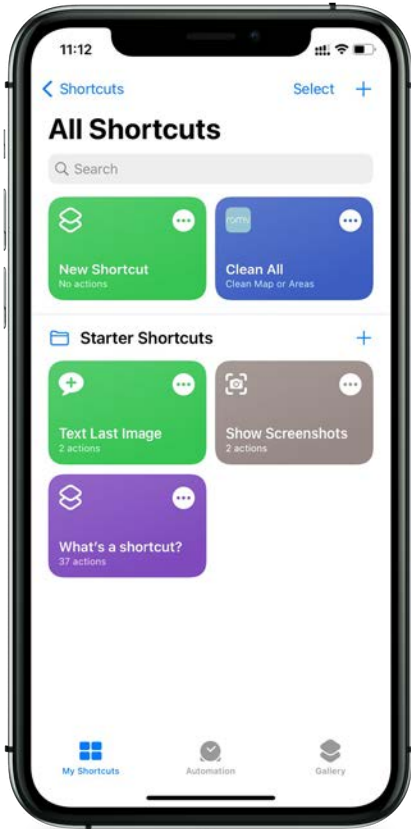 11:12
Shortcuts
Select +
All Shortcuts
Search
romy
New Shortcut
No actions
Clean All
Clean Map or Areas
Starter Shortcuts +
Text Last Image
2 actions
Show Screenshots
2 actions
What's a shortcut?
37 actions
My Shortcuts
Automation
Gallery